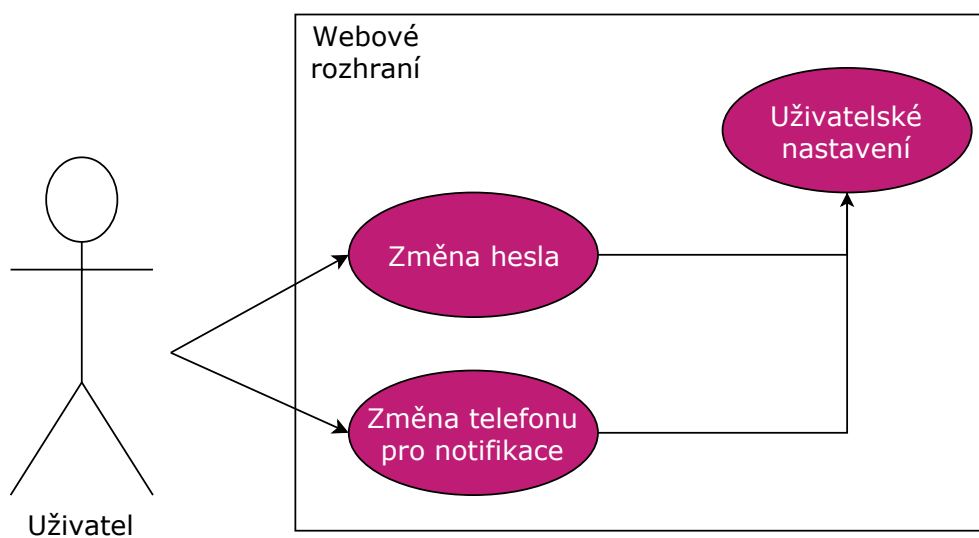 Webové
rozhraní
Uživatelské
nastavení
Změna hesla
Změna telefonu
pro notifikace
Uživatel